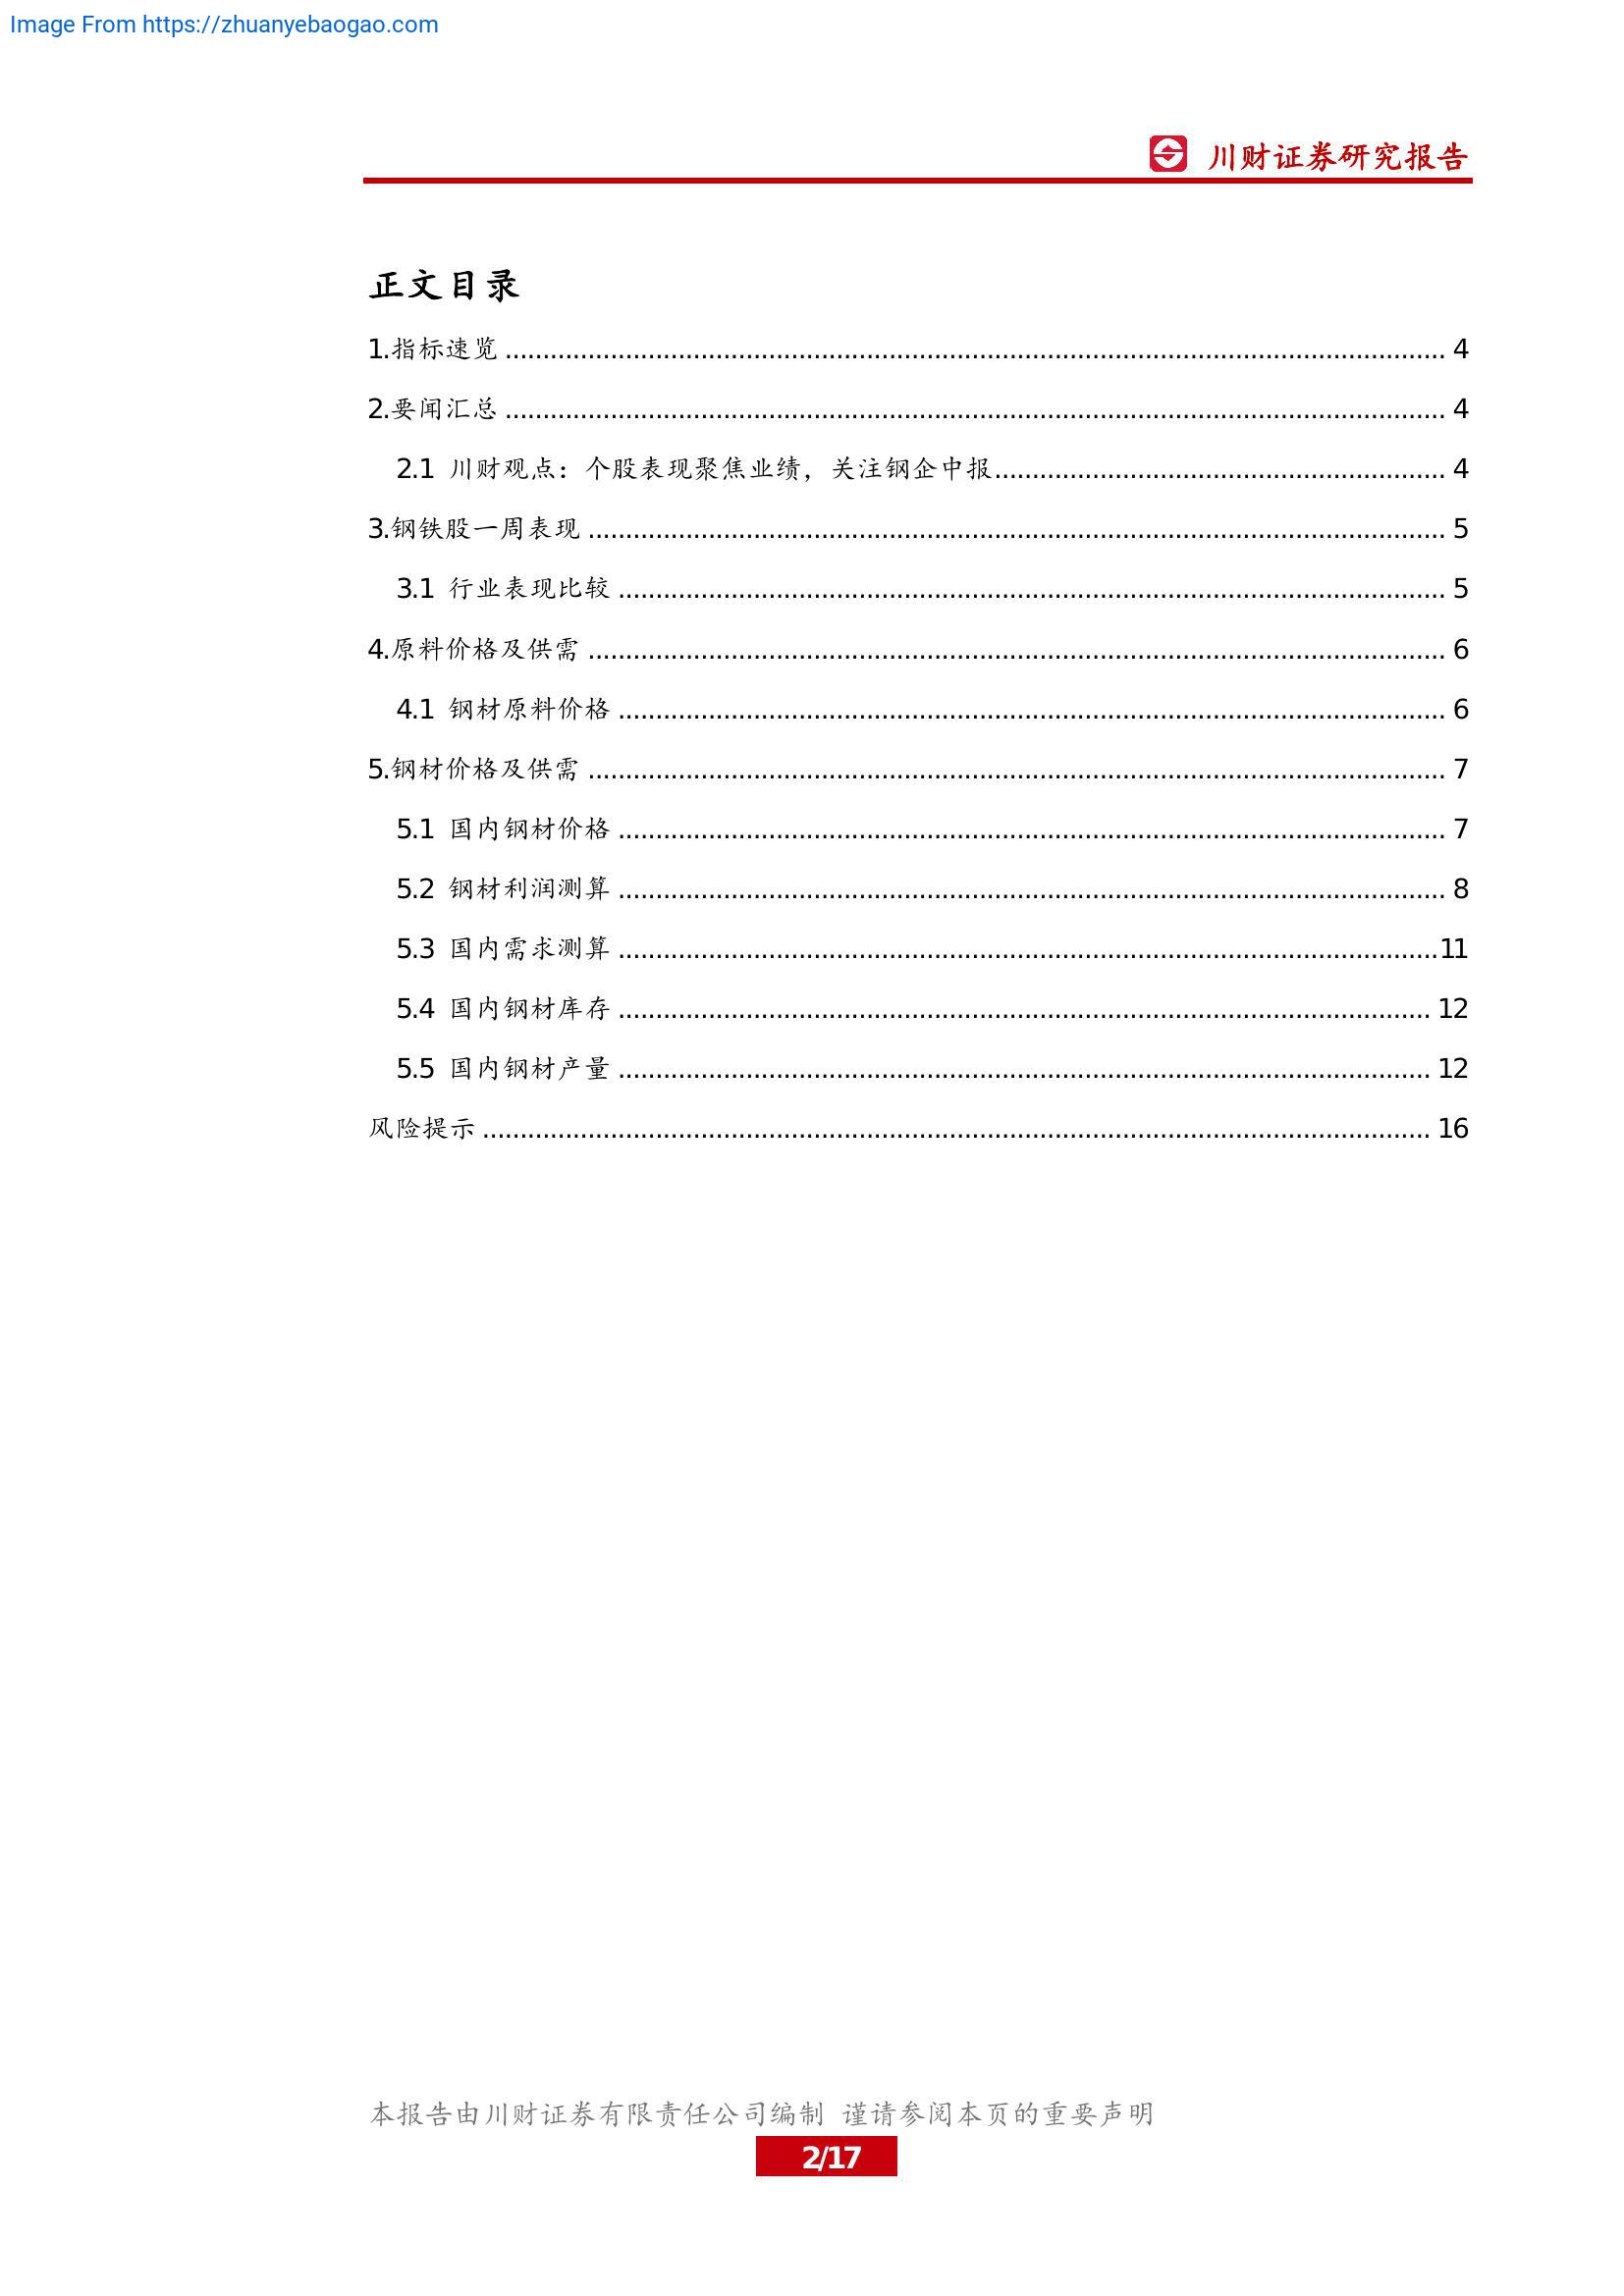 Image From https://zhuanyebaogao.com
川财证券研究报告
正文目录
1.指标速览 ........ 4
2.要闻汇总 ........ 4
2.1 川财观点：个股表现聚焦业绩，关注钢企中报........ 4
3.钢铁股一周表现 ........ 5
3.1 行业表现比较 ........ 5
4.原料价格及供需 ........ 6
4.1 钢材原料价格 ........ 6
5.钢材价格及供需 ........ 7
5.1 国内钢材价格 ........ 7
5.2 钢材利润测算 ........ 8
5.3 国内需求测算 ........11
5.4 国内钢材库存 ........ 12
5.5 国内钢材产量 ........ 12
风险提示 ........ 16
本报告由川财证券有限责任公司编制 谨请参阅本页的重要声明
2/17